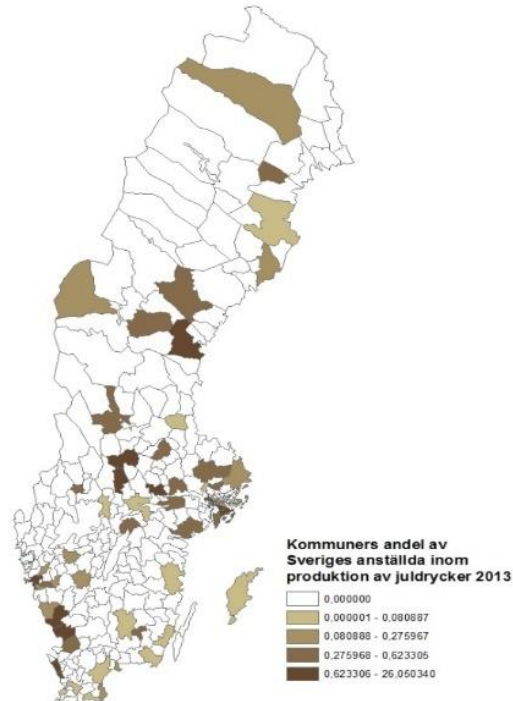 Kommuners andel av
Sveriges anställda inom
produktion av juldrycker 2013
0,000000
0,000001 - 0,080887
0,080888 - 0,275967
0,275968 - 0,623305
0,623306 - 26,050340